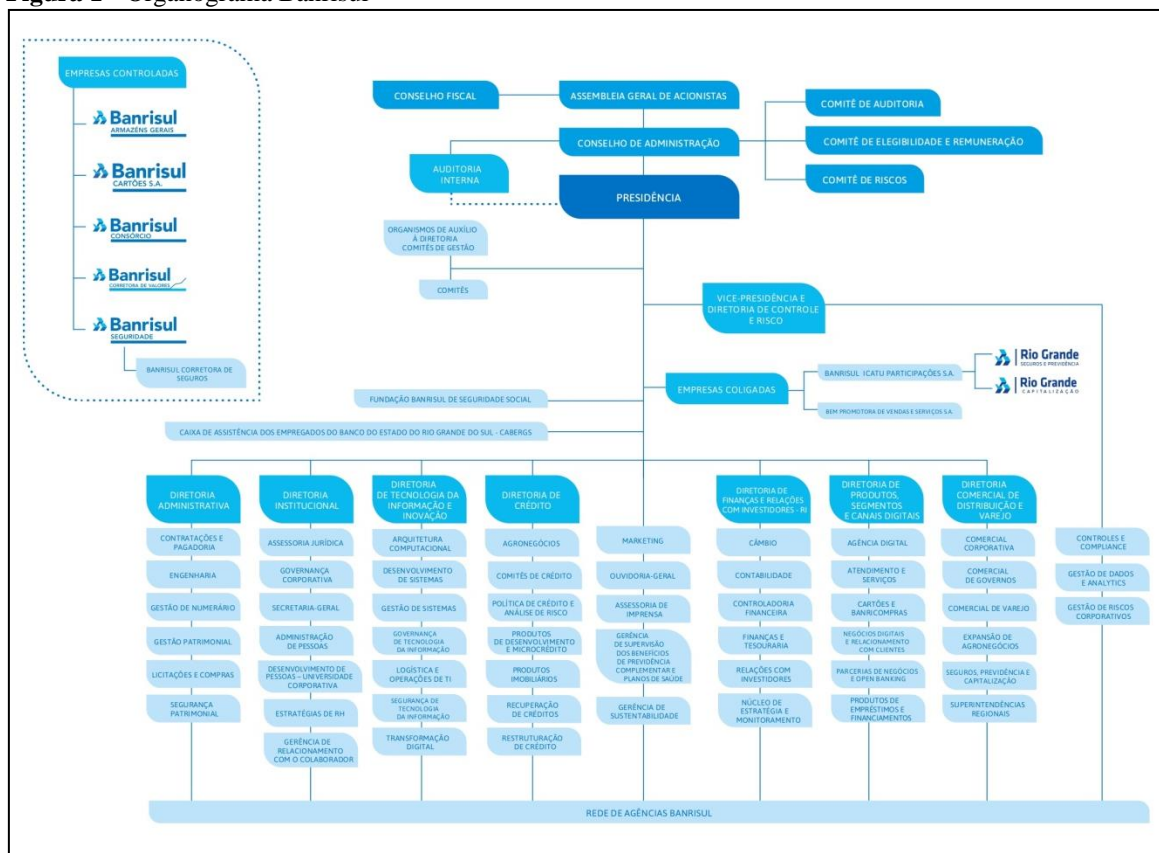 Figura 1 - Organograma Banrisul
EMPRESAS CONTROLADAS
Banrisul
ARMAZÉNS GERAIS
Banrisul
CARTÕES S.A.
Banrisul
CONSÓRCIO
Banrisul
CORRETORA DE VALORES
Banrisul
SEGURIDADE
BANRISUL CORRETORA DE
SEGUROS
CONSELHO FISCAL
ASSEMBLEIA GERAL DE ACIONISTAS
CONSELHO DE ADMINISTRAÇÃO
COMITÊ DE AUDITORIA
COMITÊ DE ELEGIBILIDADE E REMUNERAÇÃO
COMITÊ DE RISCOS
AUDITORIA
INTERNA
PRESIDÊNCIA
ORGANISMOS DE AUXÍLIO
À DIRETORIA
COMITÊS DE GESTÃO
COMITÊS
VICE-PRESIDÊNCIA E
DIRETORIA DE CONTROLE
E RISCO
EMPRESAS COLIGADAS
BANRISUL ICATU PARTICIPAÇÕES S.A.
Rio Grande
SEGUROS E PREVIDÊNCIA
Rio Grande
CAPITALIZAÇÃO
BEM PROMOTORA DE VENDAS E SERVIÇOS S.A.
FUNDAÇÃO BANRISUL DE SEGURIDADE SOCIAL
CAIXA DE ASSISTÊNCIA DOS EMPREGADOS DO BANCO DO ESTADO DO RIO GRANDE DO SUL - CABERGS
DIRETORIA
ADMINISTRATIVA
CONTRATAÇÕES E
PAGADORIA
ENGENHARIA
GESTÃO DE NUMERÁRIO
GESTÃO PATRIMONIAL
LICITAÇÕES E COMPRAS
SEGURANÇA
PATRIMONIAL
DIRETORIA
INSTITUCIONAL
ASSESSORIA JURÍDICA
GOVERNANÇA
CORPORATIVA
SECRETARIA-GERAL
ADMINISTRAÇÃO
DE PESSOAS
DESENVOLVIMENTO DE
PESSOAS – UNIVERSIDADE
CORPORATIVA
ESTRATÉGIAS DE RH
GERÊNCIA DE
RELACIONAMENTO
COM O COLABORADOR
DIRETORIA
DE TECNOLOGIA DA
INFORMAÇÃO E
INOVAÇÃO
ARQUITETURA
COMPUTACIONAL
DESENVOLVIMENTO
DE SISTEMAS
GESTÃO DE SISTEMAS
GOVERNANÇA
DE TECNOLOGIA
DA INFORMAÇÃO
LOGÍSTICA E
OPERAÇÕES DE TI
SEGURANÇA DE
TECNOLOGIA
DA INFORMAÇÃO
TRANSFORMAÇÃO
DIGITAL
DIRETORIA DE
CRÉDITO
AGRONEGÓCIOS
COMITÊS DE CRÉDITO
POLÍTICA DE CRÉDITO E
ANÁLISE DE RISCO
PRODUTOS
DE DESENVOLVIMENTO
E MICROCRÉDITO
PRODUTOS
IMOBILIÁRIOS
RECUPERAÇÃO
DE CRÉDITOS
RESTRUTURAÇÃO
DE CRÉDITO
MARKETING
OUVIDORIA-GERAL
ASSESSORIA DE
IMPRENSA
GERÊNCIA
DE SUPERVISÃO
DOS BENEFÍCIOS
DE PREVIDÊNCIA
COMPLEMENTAR E
PLANOS DE SAÚDE
GERÊNCIA DE
SUSTENTABILIDADE
DIRETORIA DE
FINANÇAS E RELAÇÕES
COM INVESTIDORES - RI
CÂMBIO
CONTABILIDADE
CONTROLADORIA
FINANCEIRA
FINANÇAS E
TESOURARIA
RELAÇÕES COM
INVESTIDORES
NÚCLEO DE
ESTRATÉGIA E
MONITORAMENTO
DIRETORIA DE
PRODUTOS,
SEGMENTOS
E CANAIS DIGITAIS
AGÊNCIA DIGITAL
ATENDIMENTO E
SERVIÇOS
CARTÕES E
BANRICOMPRAS
NEGÓCIOS DIGITAIS
E RELACIONAMENTO
COM CLIENTES
PARCERIAS DE NEGÓCIOS
E OPEN BANKING
PRODUTOS DE
EMPRÉSTIMOS E
FINANCIAMENTOS
DIRETORIA
COMERCIAL DE
DISTRIBUIÇÃO E
VAREJO
COMERCIAL
CORPORATIVA
COMERCIAL
DE GOVERNOS
COMERCIAL DE VAREJO
EXPANSÃO DE
AGRONEGÓCIOS
SEGUROS, PREVIDÊNCIA E
CAPITALIZAÇÃO
SUPERINTENDÊNCIAS
REGIONAIS
CONTROLES E
COMPLIANCE
GESTÃO DE DADOS
E ANALYTICS
GESTÃO DE RISCOS
CORPORATIVOS
REDE DE AGÊNCIAS BANRISUL